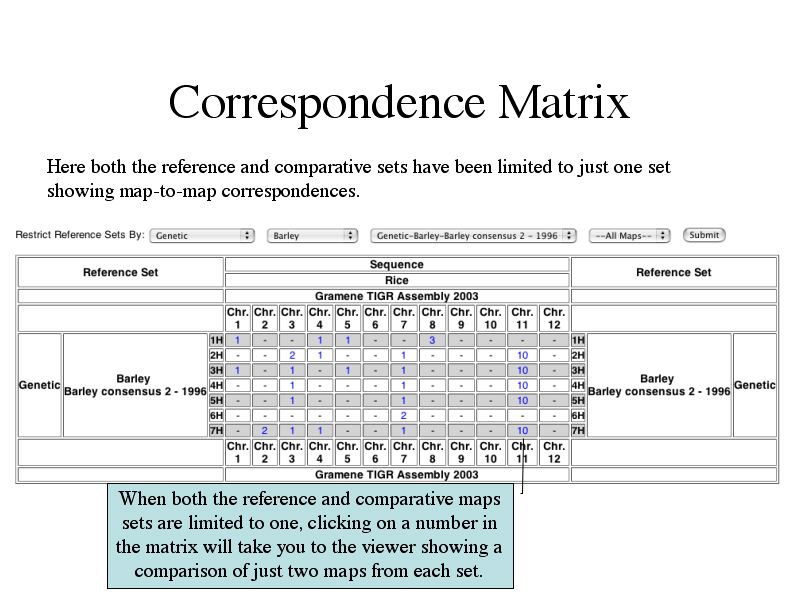 Correspondence Matrix
Here both the reference and comparative sets have been limited to just one set
showing map-to-map correspondences.
Restrict Reference Sets By: Genetic Barley Genetic-Barley-Barley consensus 2 - 1996 --All Maps-- Submit
Reference Set Sequence Reference Set
Rice
Gramene TIGR Assembly 2003
Chr. Chr. Chr. Chr. Chr. Chr. Chr. Chr. Chr. Chr. Chr. Chr.
1 2 3 4 5 6 7 8 9 10 11 12
1H 1 - - 1 1 - - 3 - - - - 1H
2H - - 2 1 - - 1 - - - 10 - 2H
3H 1 - 1 - 1 - 1 - - - 10 - 3H
Genetic Barley 4H - - 1 - - - 1 - - - 10 - 4H Barley Genetic
Barley consensus 2 - 1996 5H - - 1 - - - 1 - - - 10 - 5H Barley consensus 2 - 1996
6H - - - - - - 2 - - - - - 6H
7H - 2 1 1 - - 1 - - - 10 - 7H
Chr. Chr. Chr. Chr. Chr. Chr. Chr. Chr. Chr. Chr. Chr. Chr.
1 2 3 4 5 6 7 8 9 10 11 12
Gramene TIGR Assembly 2003
When both the reference and comparative maps
sets are limited to one, clicking on a number in
the matrix will take you to the viewer showing a
comparison of just two maps from each set.